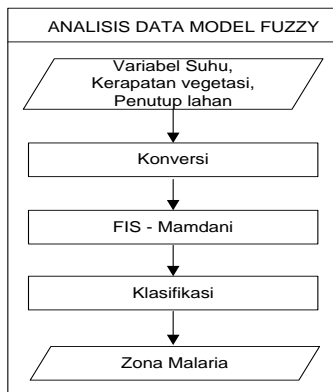 ANALISIS DATA MODEL FUZZY
Variabel Suhu,
Kerapatan vegetasi,
Penutup lahan
Konversi
FIS - Mamdani
Klasifikasi
Zona Malaria